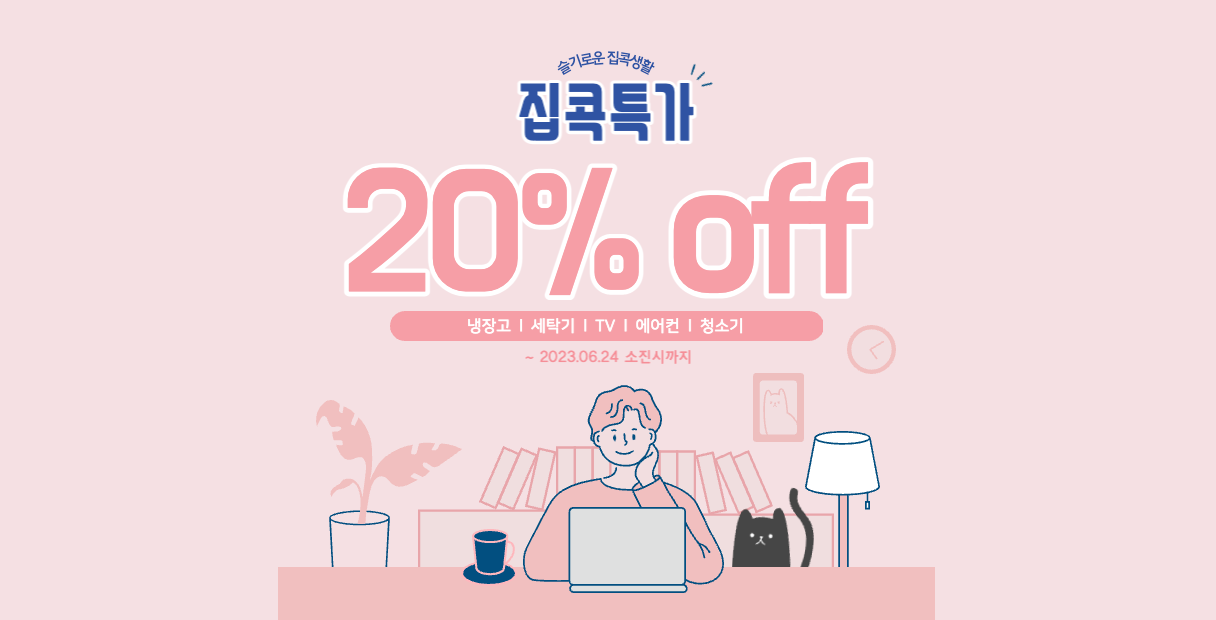 슬기로운 집콕생활
집콕특가
20% off
냉장고 | 세탁기 | TV | 에어컨 | 청소기
~ 2023.06.24 소진시까지